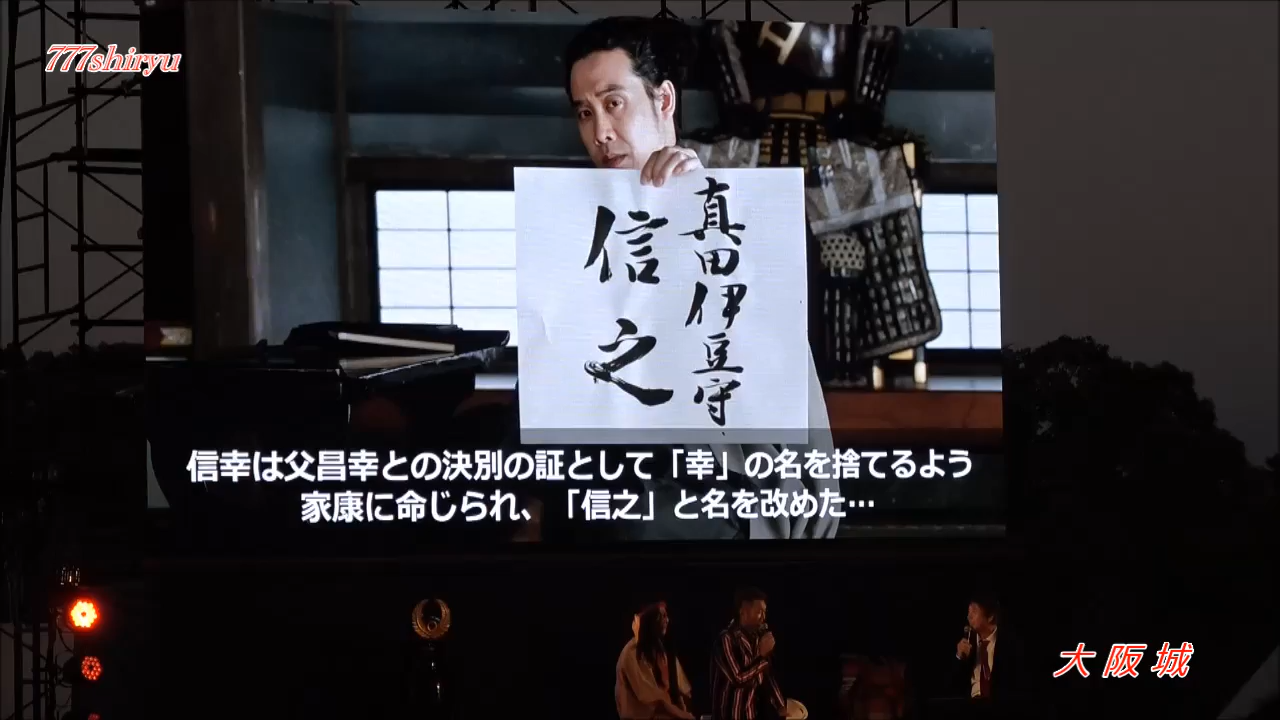 777shiryu
真田伊豆守
信之
信幸は父昌幸との決別の証として「幸」の名を捨てるよう
家康に命じられ、「信之」と名を改めた…
大阪城